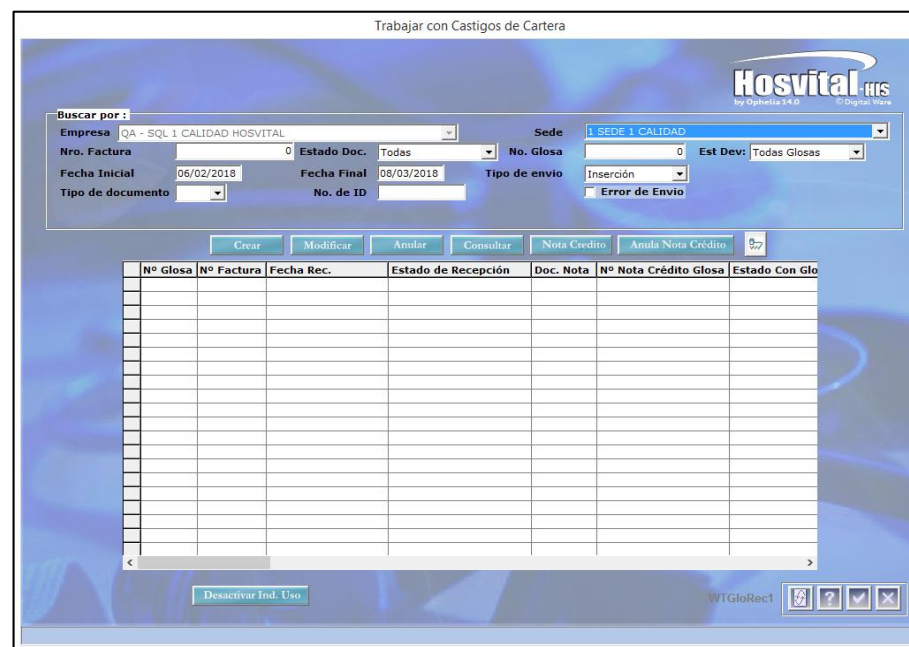 Trabajar con Castigos de Cartera
Hosvital-HIS
by Ophelia 14.0 © Digital Ware
Buscar por :
Empresa QA - SQL 1 CALIDAD HOSVITAL Sede 1 SEDE 1 CALIDAD
Nro. Factura 0 Estado Doc. Todas No. Glosa 0 Est Dev: Todas Glosas
Fecha Inicial 06/02/2018 Fecha Final 08/03/2018 Tipo de envio Inserción
Tipo de documento No. de ID Error de Envio
Crear Modificar Anular Consultar Nota Credito Anula Nota Crédito
Nº Glosa Nº Factura Fecha Rec. Estado de Recepción Doc. Nota Nº Nota Crédito Glosa Estado Con Glo
Desactivar Ind. Uso WTGloRec1 ?